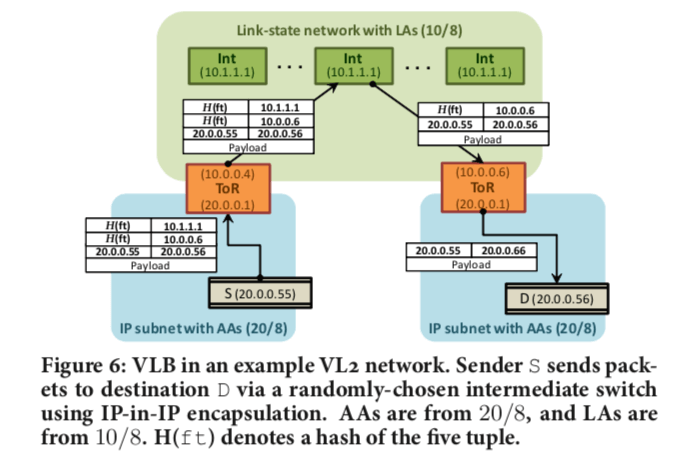 Link-state network with LAs (10/8)
Int
(10.1.1.1)
. . .
Int
(10.1.1.1)
. . .
Int
(10.1.1.1)
H(ft) 10.1.1.1
H(ft) 10.0.0.6
20.0.0.55 20.0.0.56
Payload
H(ft) 10.0.0.6
20.0.0.55 20.0.0.56
Payload
(10.0.0.4)
ToR
(20.0.0.1)
(10.0.0.6)
ToR
(20.0.0.1)
H(ft) 10.1.1.1
H(ft) 10.0.0.6
20.0.0.55 20.0.0.56
Payload
20.0.0.55 20.0.0.66
Payload
S (20.0.0.55)
D (20.0.0.56)
IP subnet with AAs (20/8)
IP subnet with AAs (20/8)
Figure 6: VLB in an example VL2 network. Sender S sends pack-
ets to destination D via a randomly-chosen intermediate switch
using IP-in-IP encapsulation. AAs are from 20/8, and LAs are
from 10/8. H(ft) denotes a hash of the five tuple.